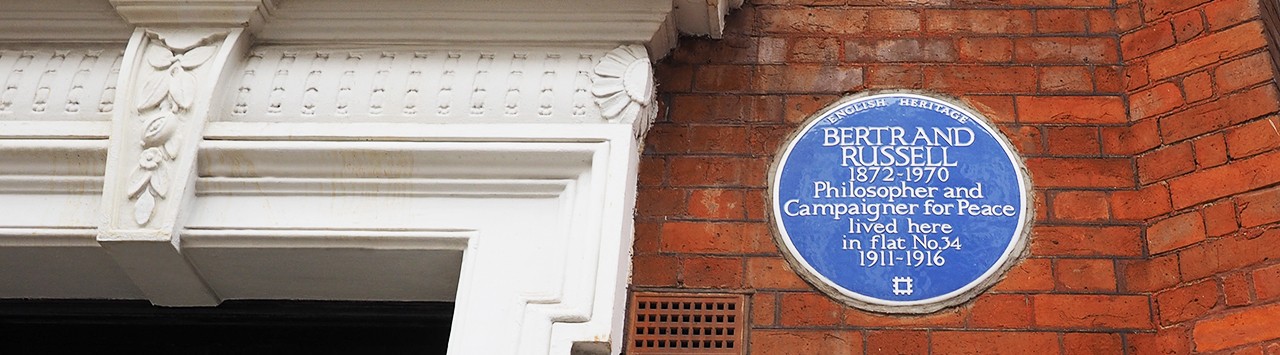 ENGLISH HERITAGE
BERTRAND
RUSSELL
1872-1970
Philosopher and
Campaigner for Peace
lived here
in flat No.34
1911-1916